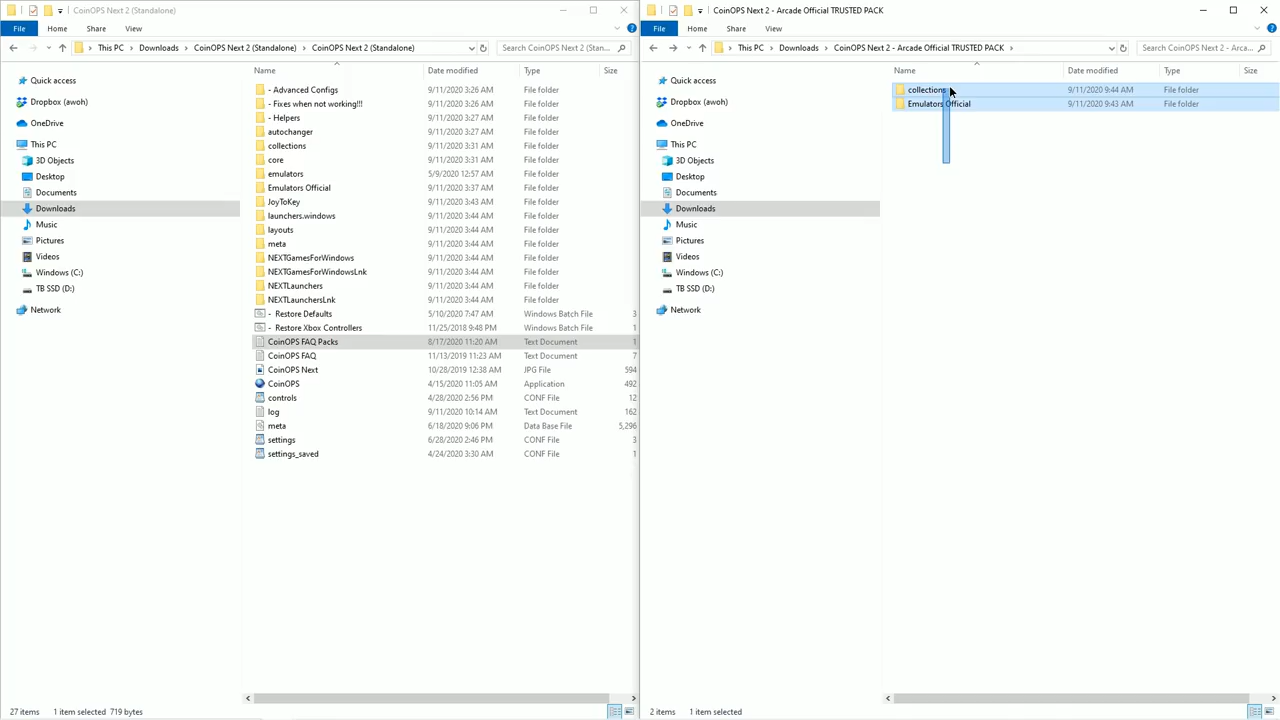 CoinOPS Next 2 (Standalone)
File Home Share View
This PC Downloads CoinOPS Next 2 (Standalone) CoinOPS Next 2 (Standalone)
Search CoinOPS Next 2 (Stan...
Quick access
Dropbox (awoh)
OneDrive
This PC
3D Objects
Desktop
Documents
Downloads
Music
Pictures
Videos
Windows (C:)
TB SSD (D:)
Network
Name Date modified Type Size
- Advanced Configs 9/11/2020 3:26 AM File folder
- Fixes when not working!!! 9/11/2020 3:26 AM File folder
- Helpers 9/11/2020 3:27 AM File folder
autochanger 9/11/2020 3:27 AM File folder
collections 9/11/2020 3:31 AM File folder
core 9/11/2020 3:31 AM File folder
emulators 5/9/2020 12:57 AM File folder
Emulators Official 9/11/2020 3:37 AM File folder
JoyToKey 9/11/2020 3:43 AM File folder
launchers.windows 9/11/2020 3:44 AM File folder
layouts 9/11/2020 3:44 AM File folder
meta 9/11/2020 3:44 AM File folder
NEXTGamesForWindows 9/11/2020 3:44 AM File folder
NEXTGamesForWindowsLnk 9/11/2020 3:44 AM File folder
NEXTLaunchers 9/11/2020 3:44 AM File folder
NEXTLaunchersLnk 9/11/2020 3:44 AM File folder
- Restore Defaults 5/10/2020 7:47 AM Windows Batch File 3
- Restore Xbox Controllers 11/25/2018 9:48 PM Windows Batch File 1
CoinOPS FAQ Packs 8/17/2020 11:20 AM Text Document 1
CoinOPS FAQ 11/13/2019 11:23 AM Text Document 7
CoinOPS Next 10/28/2019 12:38 AM JPG File 594
CoinOPS 4/15/2020 11:05 AM Application 492
controls 4/28/2020 2:56 PM CONF File 12
log 9/11/2020 10:14 AM Text Document 162
meta 6/18/2020 9:06 PM Data Base File 5,296
settings 6/28/2020 2:46 PM CONF File 3
settings_saved 4/24/2020 3:30 AM CONF File 1
27 items 1 item selected 719 bytes
CoinOPS Next 2 - Arcade Official TRUSTED PACK
File Home Share View
This PC Downloads CoinOPS Next 2 - Arcade Official TRUSTED PACK
Search CoinOPS Next 2 - Arca...
Quick access
Dropbox (awoh)
OneDrive
This PC
3D Objects
Desktop
Documents
Downloads
Music
Pictures
Videos
Windows (C:)
TB SSD (D:)
Network
Name Date modified Type Size
collections 9/11/2020 9:44 AM File folder
Emulators Official 9/11/2020 9:43 AM File folder
2 items 1 item selected